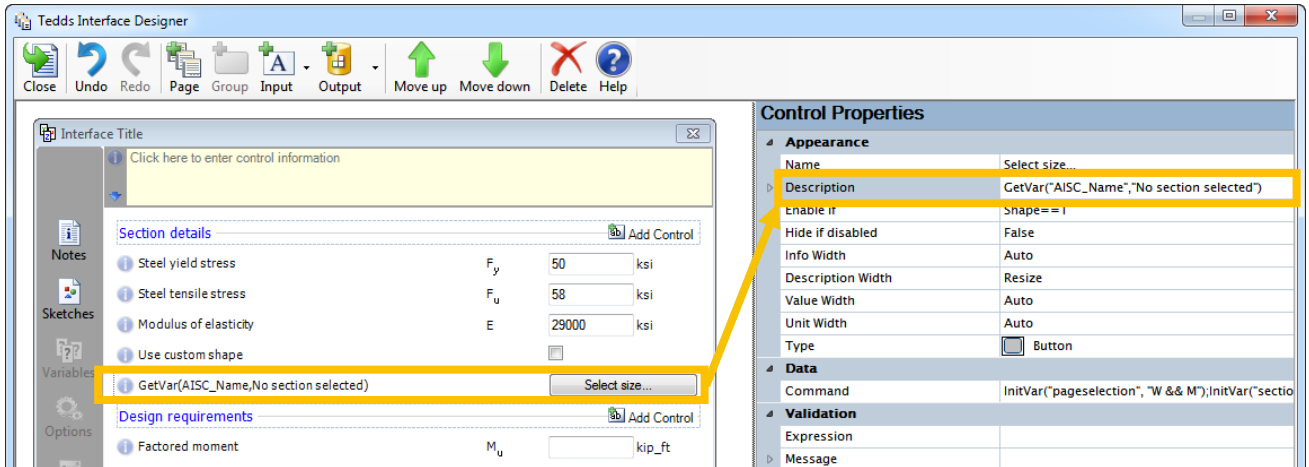 Tedds Interface Designer
Close Undo Redo Page Group Input Output Move up Move down Delete Help
Interface Title
Click here to enter control information
Notes
Sketches
Variables
Options
Section details Add Control
Steel yield stress Fy 50 ksi
Steel tensile stress Fu 58 ksi
Modulus of elasticity E 29000 ksi
Use custom shape
GetVar(AISC_Name,No section selected) Select size...
Design requirements Add Control
Factored moment Mu kip_ft
Control Properties
Appearance
Name Select size...
Description GetVar("AISC_Name","No section selected")
Enable if Shape==1
Hide if disabled False
Info Width Auto
Description Width Resize
Value Width Auto
Unit Width Auto
Type Button
Data
Command InitVar("pageselection", "W && M");InitVar("sectio
Validation
Expression
Message